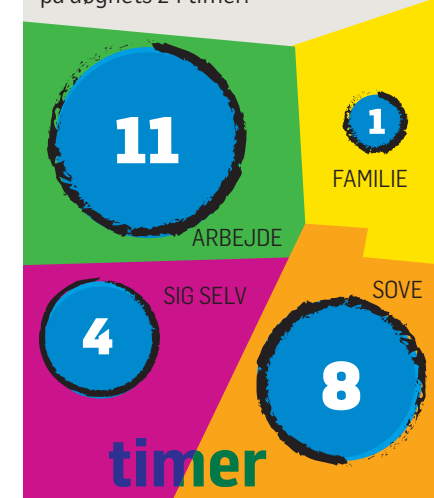 på døgnets 24 timer.
11
ARBEJDE
1
FAMILIE
SIG SELV
4
SOVE
8
timer